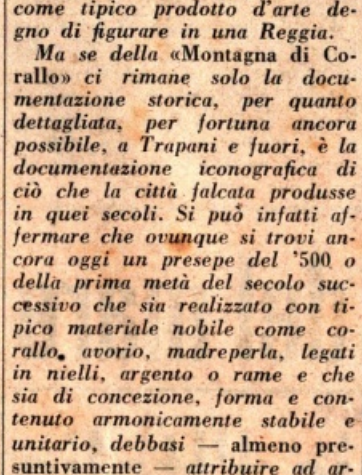 come tipico prodotto d'arte de-
gno di figurare in una Reggia.
Ma se della «Montagna di Co-
rallo» ci rimane solo la docu-
mentazione storica, per quanto
dettagliata, per fortuna ancora
possibile, a Trapani e fuori, è la
documentazione iconografica di
ciò che la città falcata produsse
in quei secoli. Si può infatti af-
fermare che ovunque si trovi an-
cora oggi un presepe del '500 o
della prima metà del secolo suc-
cessivo che sia realizzato con ti-
pico materiale nobile come co-
rallo, avorio, madreperla, legati
in nielli, argento o rame e che
sia di concezione, forma e con-
tenuto armonicamente stabile e
unitario, debbasi — almeno pre-
suntivamente — attribuire ad ar-